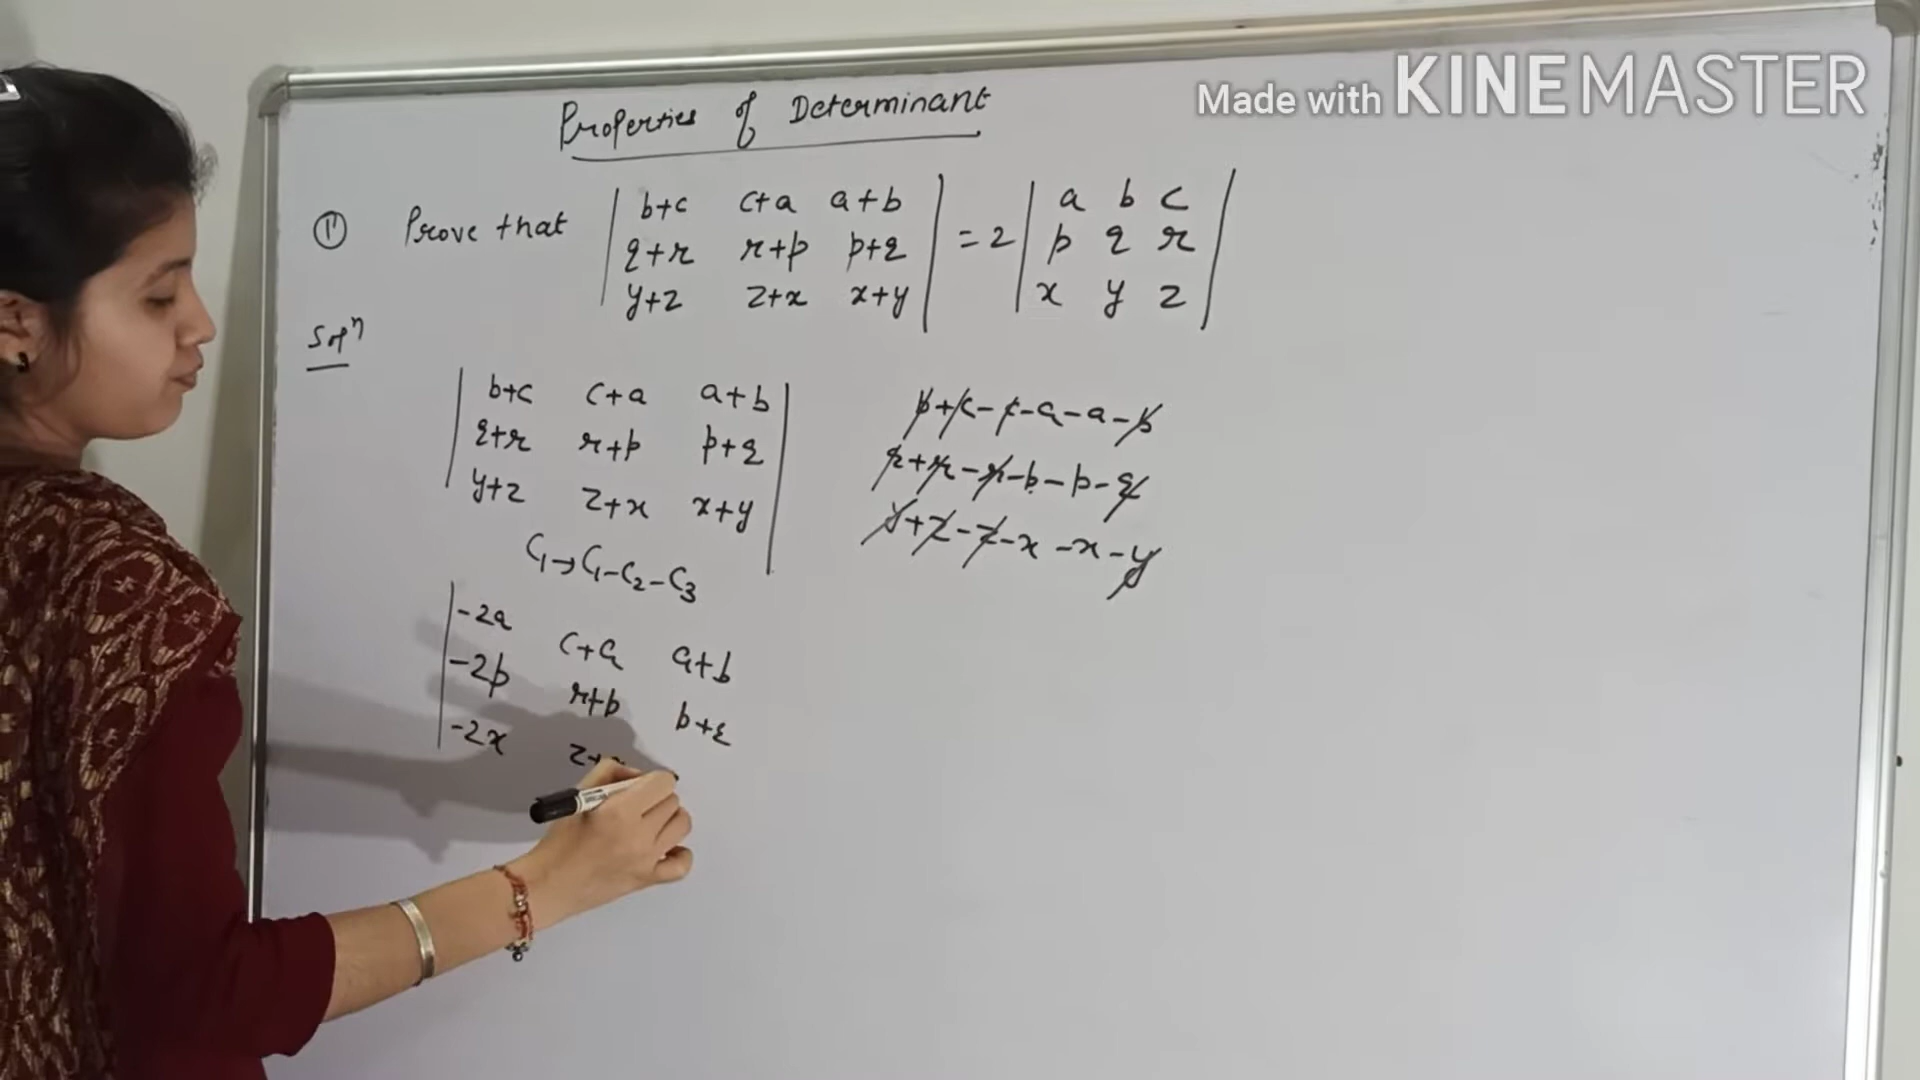 Made with KINEMASTER
Properties of Determinant
① Prove that | b+c c+a a+b | = 2 | a b c |
| q+r r+p p+q | | p q r |
| y+z z+x x+y | | x y z |
Solⁿ
| b+c c+a a+b |
| q+r r+p p+q |
| y+z z+x x+y |
b+c-c-a-a-b
q+r-r-p-p-q
y+z-z-x-x-y
C₁→C₁-C₂-C₃
| -2a c+a a+b
| -2p r+p p+q
| -2x